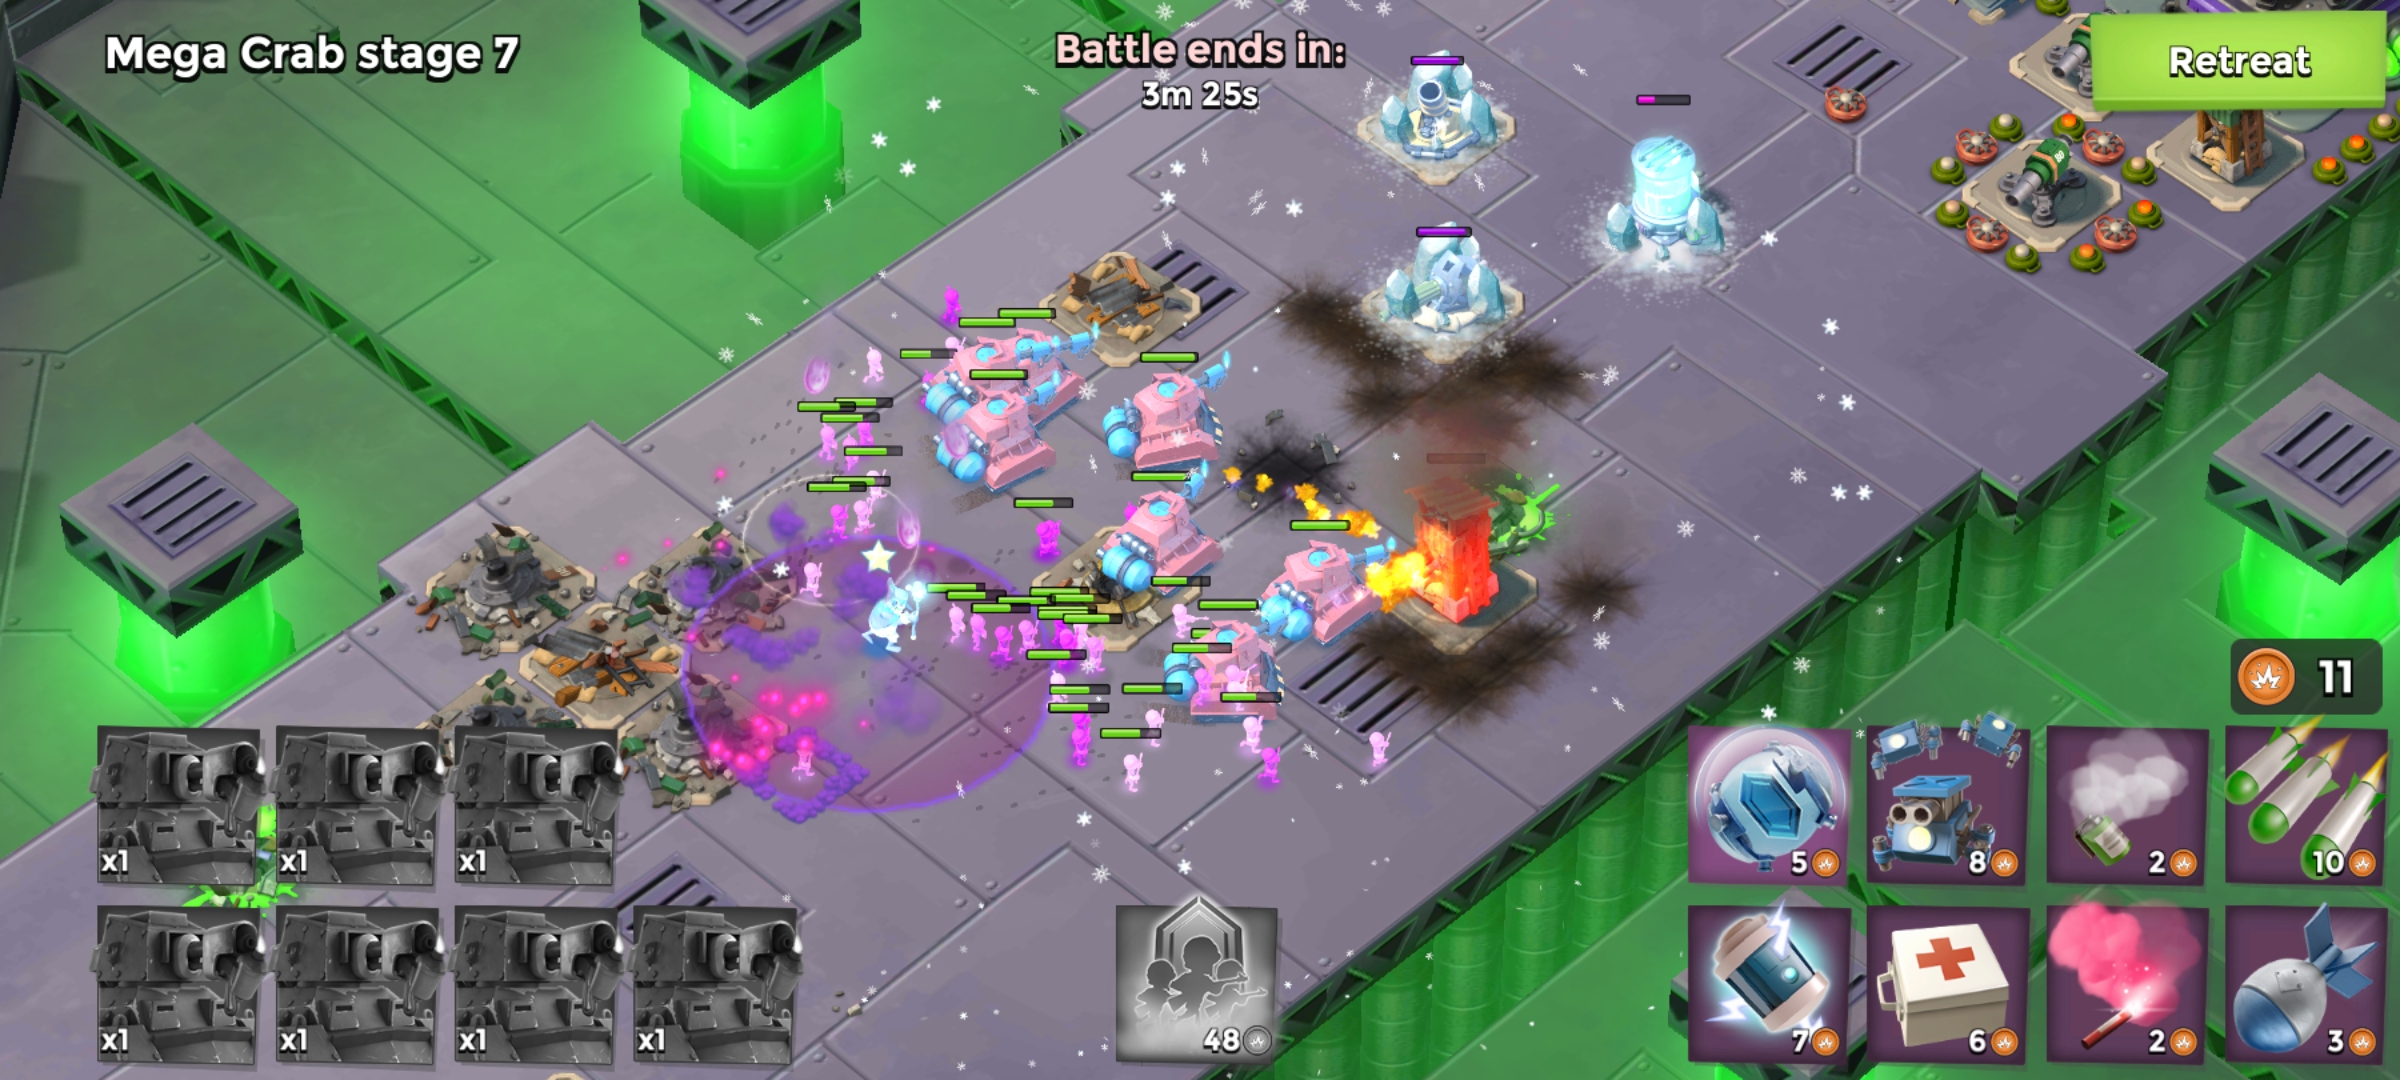 Mega Crab stage 7
Battle ends in:
3m 25s
Retreat
11
x1 x1 x1
5 8 2 10
x1 x1 x1 x1
48
7 6 2 3